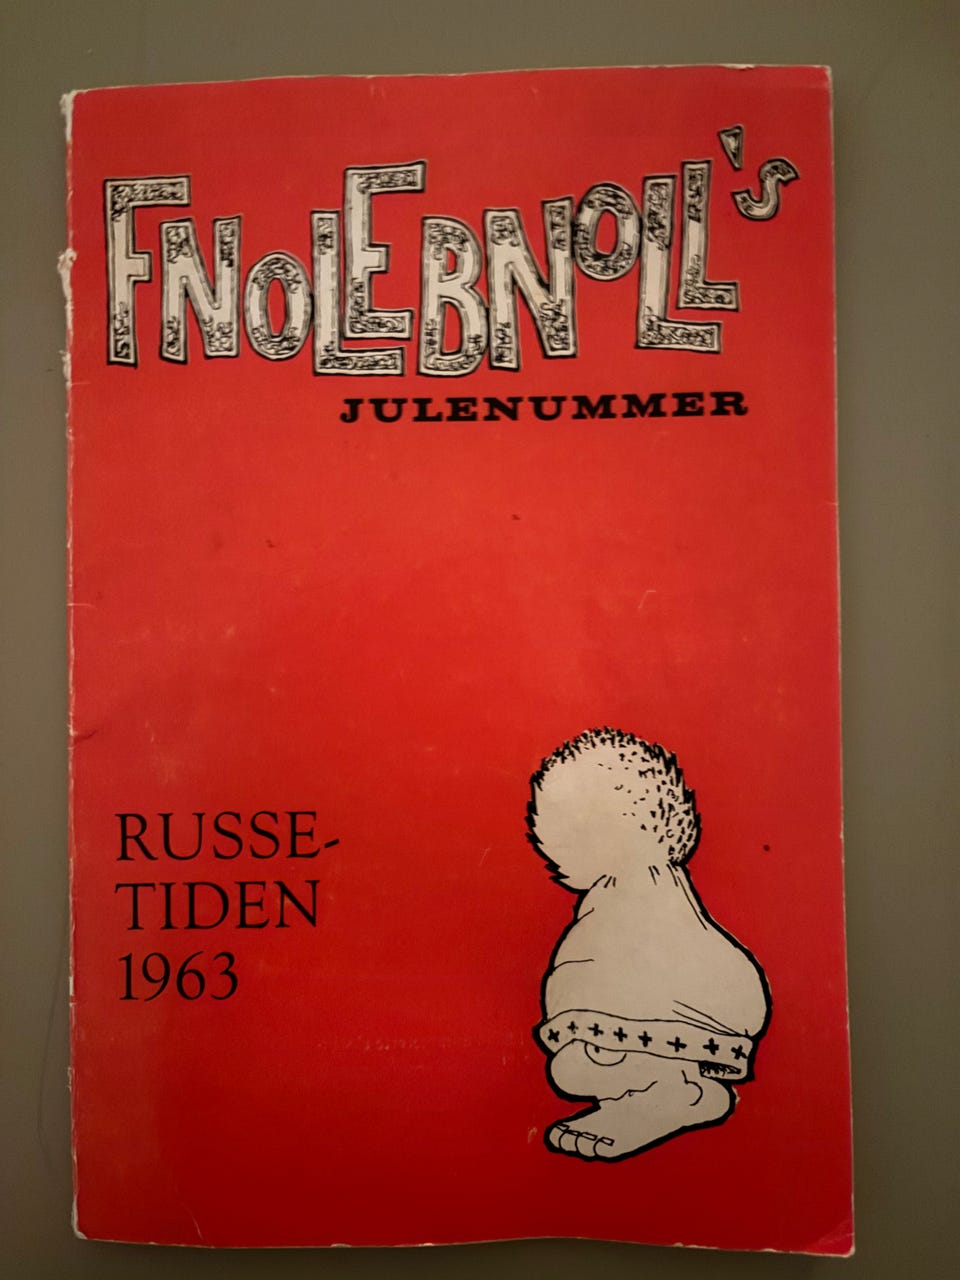 FNOLEBNOLL's
JULENUMMER
RUSSE-
TIDEN
1963